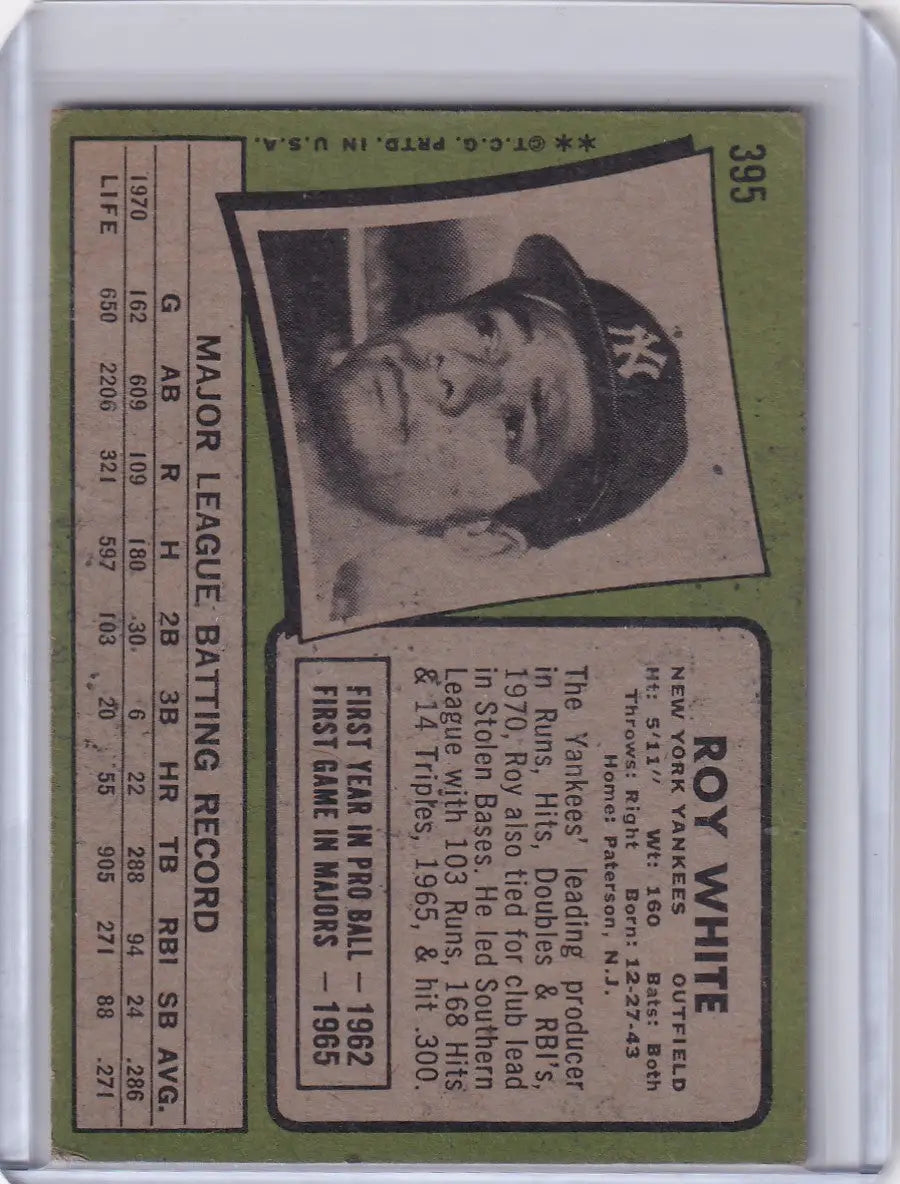 395
**©T.C.G. PRTD. IN U.S.A.
NY
ROY WHITE
NEW YORK YANKEES OUTFIELD
Ht: 5'11" Wt: 160 Bats: Both
Throws: Right Born: 12-27-43
Home: Paterson, N.J.
The Yankees' leading producer
in Runs, Hits, Doubles & RBI's,
1970, Roy also tied for club lead
in Stolen Bases. He led Southern
League with 103 Runs, 168 Hits
& 14 Triples, 1965, & hit .300.
FIRST YEAR IN PRO BALL — 1962
FIRST GAME IN MAJORS — 1965
MAJOR LEAGUE BATTING RECORD
G AB R H 2B 3B HR TB RBI SB AVG.
1970 162 609 109 180 30 6 22 288 94 24 .286
LIFE 650 2206 321 597 103 20 55 905 271 88 .271